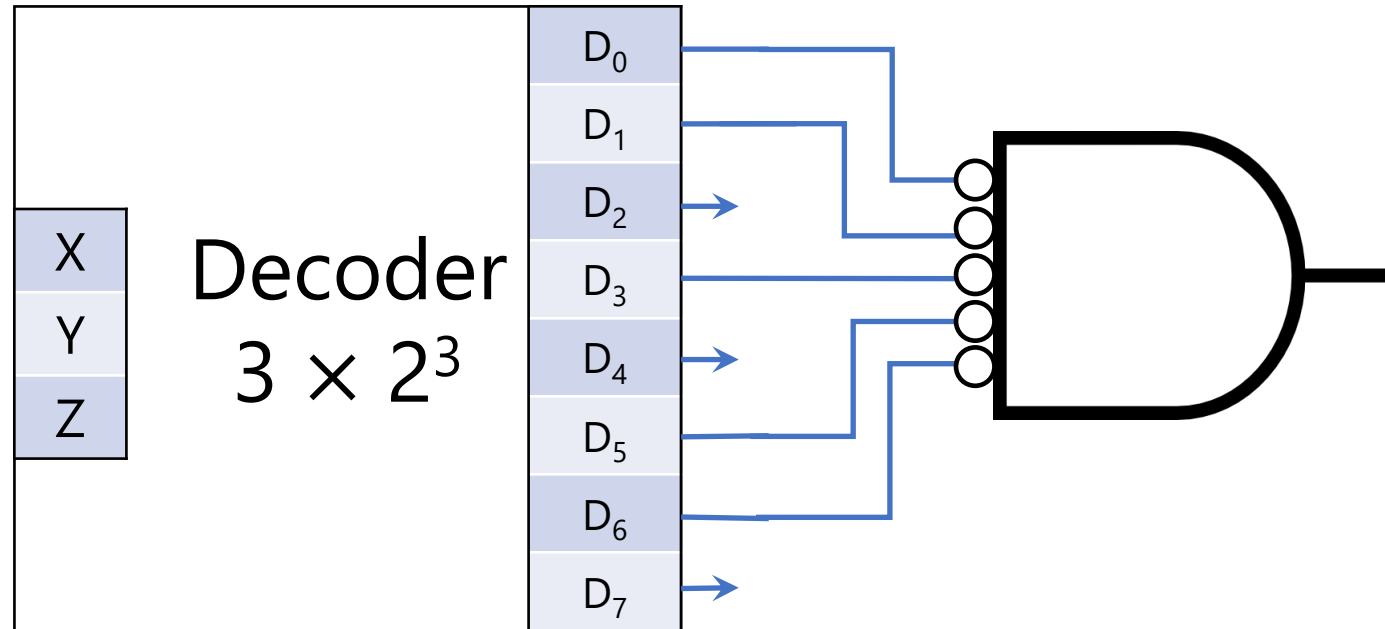 X
Y
Z
Decoder
3 × 2³
D₀
D₁
D₂
D₃
D₄
D₅
D₆
D₇